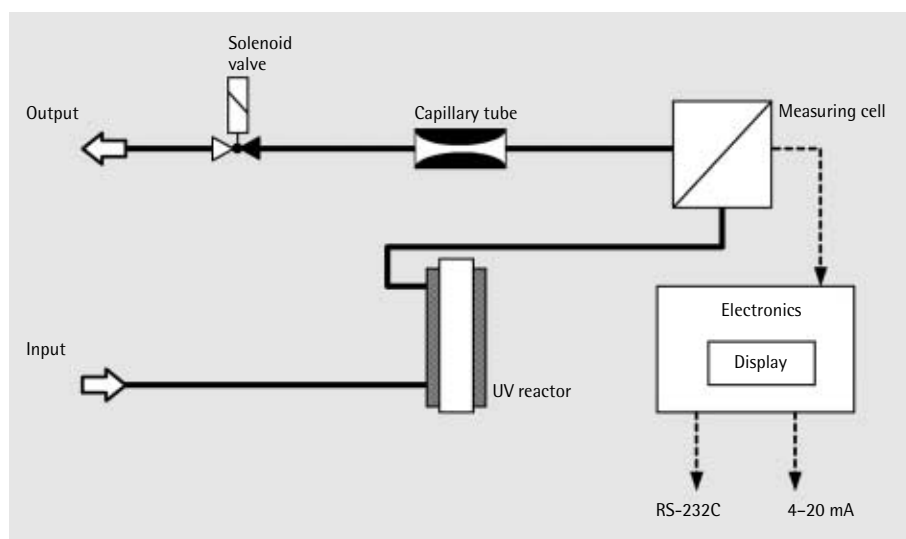 Solenoid
valve
Output
Capillary tube
Measuring cell
Electronics
Display
Input
UV reactor
RS-232C
4–20 mA